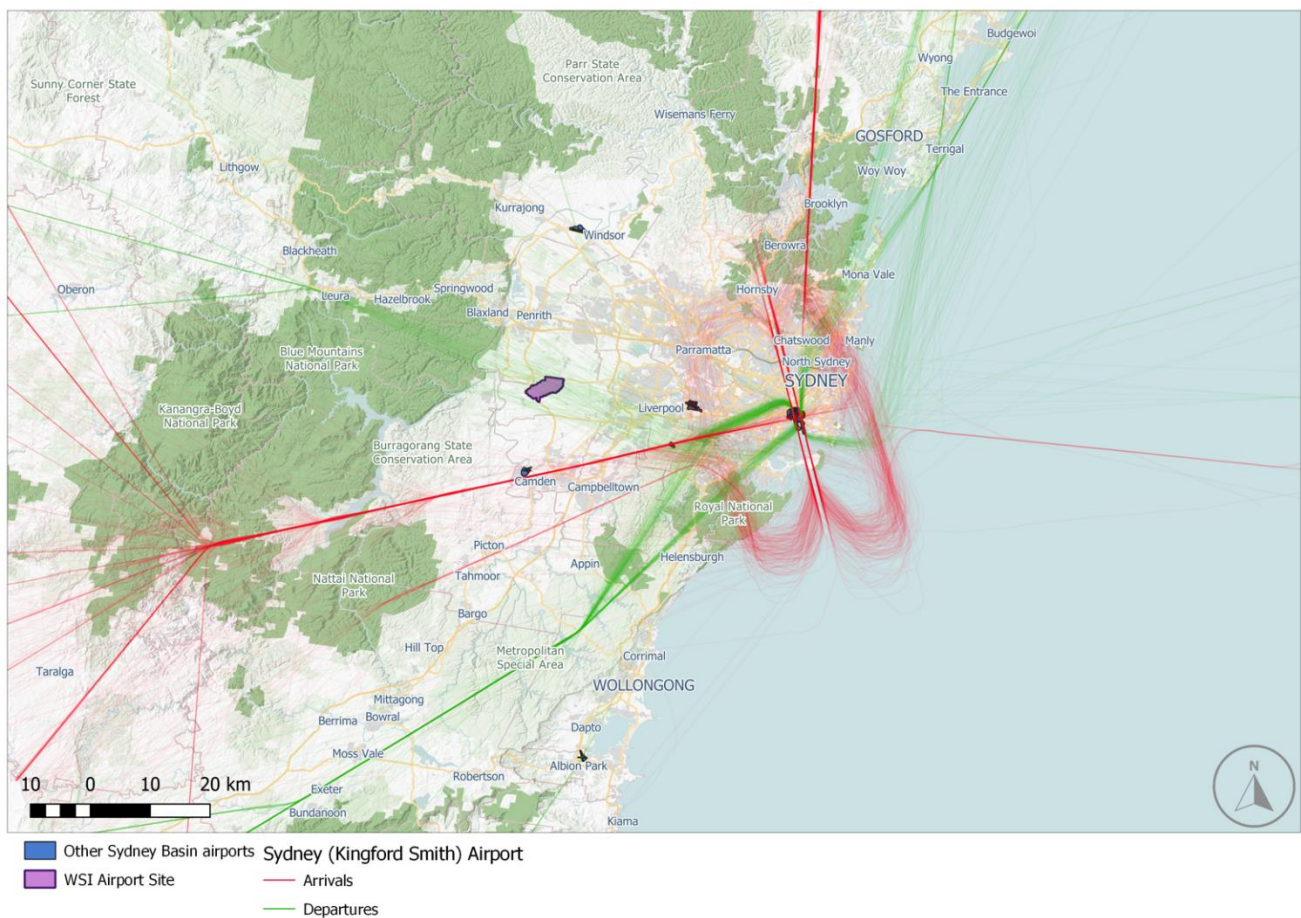 Budgewoi
Wyong
Parr State
Conservation Area
Sunny Corner State
Forest
The Entrance
Wisemans Ferry
GOSFORD
Terrigal
Lithgow
Woy Woy
Brooklyn
Kurrajong
Windsor
Berowra
Blackheath
Mona Vale
Oberon
Springwood
Hornsby
Leura
Hazelbrook
Blaxland
Penrith
Chatswood
Manly
Parramatta
Blue Mountains
National Park
North Sydney
SYDNEY
Kanangra-Boyd
National Park
Liverpool
Burragorang State
Conservation Area
Camden
Campbelltown
Royal National
Park
Picton
Helensburgh
Appin
Tahmoor
Nattai National
Park
Bargo
Hill Top
Metropolitan
Special Area
Corrimal
Taralga
WOLLONGONG
Mittagong
Berrima
Bowral
Dapto
Moss Vale
Albion Park
Robertson
Exeter
Bundanoon
Kiama
N
10 0 10 20 km
Other Sydney Basin airports
WSI Airport Site
Sydney (Kingford Smith) Airport
Arrivals
Departures